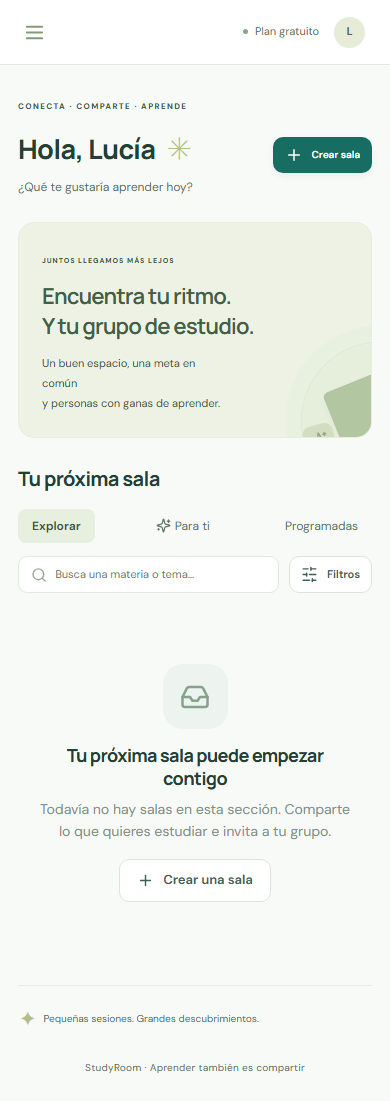 Plan gratuito
L
CONECTA · COMPARTE · APRENDE
Hola, Lucía
Crear sala
¿Qué te gustaría aprender hoy?
JUNTOS LLEGAMOS MÁS LEJOS
Encuentra tu ritmo.
Y tu grupo de estudio.
Un buen espacio, una meta en
común
y personas con ganas de aprender.
Tu próxima sala
Explorar
Para ti
Programadas
Busca una materia o tema...
Filtros
Tu próxima sala puede empezar
contigo
Todavía no hay salas en esta sección. Comparte
lo que quieres estudiar e invita a tu grupo.
Crear una sala
Pequeñas sesiones. Grandes descubrimientos.
StudyRoom · Aprender también es compartir